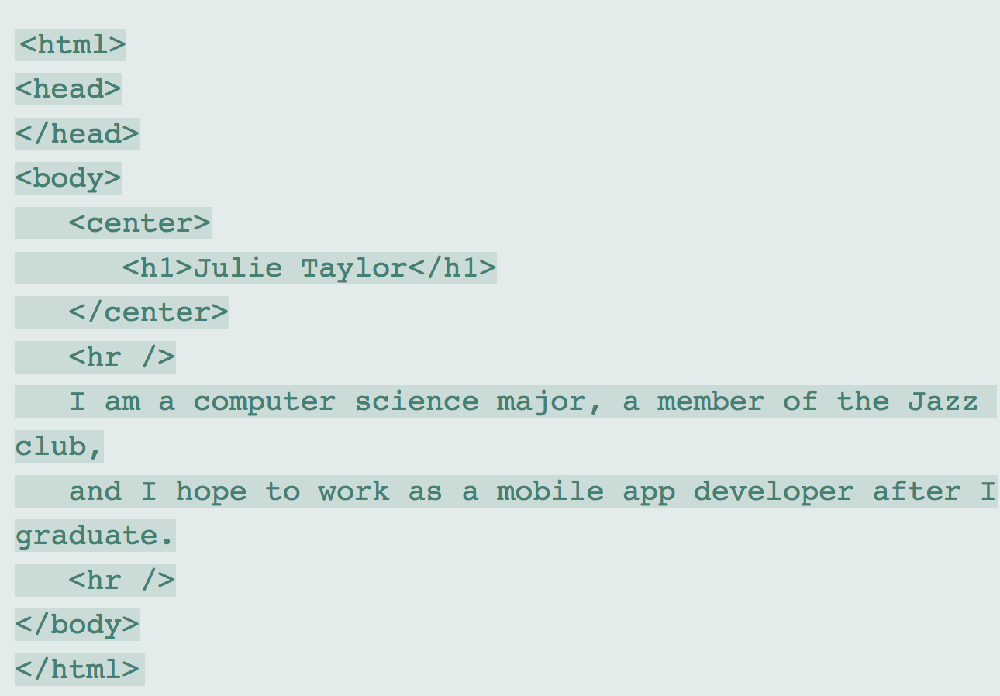 <html>
<head>
</head>
<body>
   <center>
      <h1>Julie Taylor</h1>
   </center>
   <hr />
   I am a computer science major, a member of the Jazz
club,
   and I hope to work as a mobile app developer after I
graduate.
   <hr />
</body>
</html>